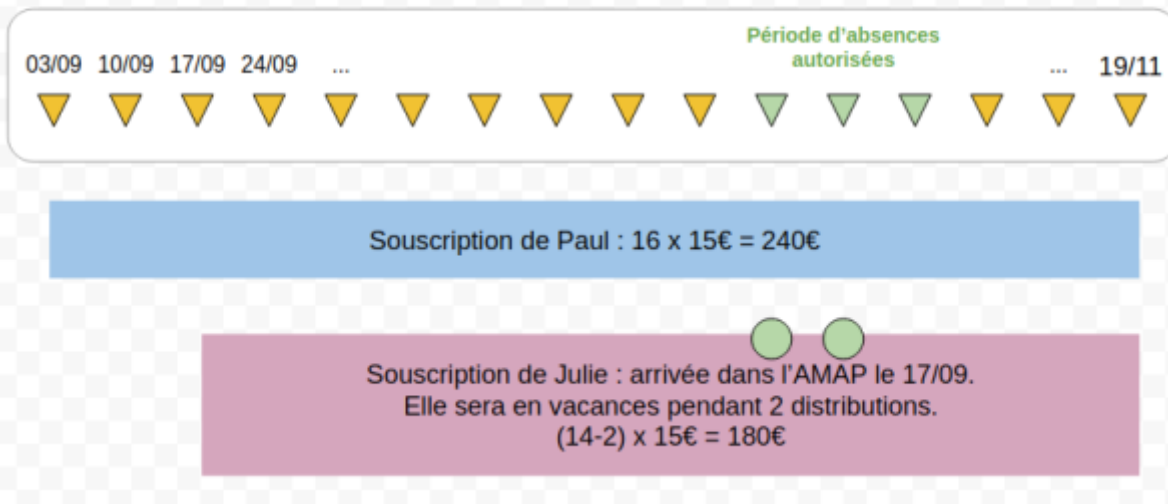 Période d'absences
autorisées
03/09 10/09 17/09 24/09 ... ... 19/11
Souscription de Paul : 16 x 15€ = 240€
Souscription de Julie : arrivée dans l'AMAP le 17/09.
Elle sera en vacances pendant 2 distributions.
(14-2) x 15€ = 180€